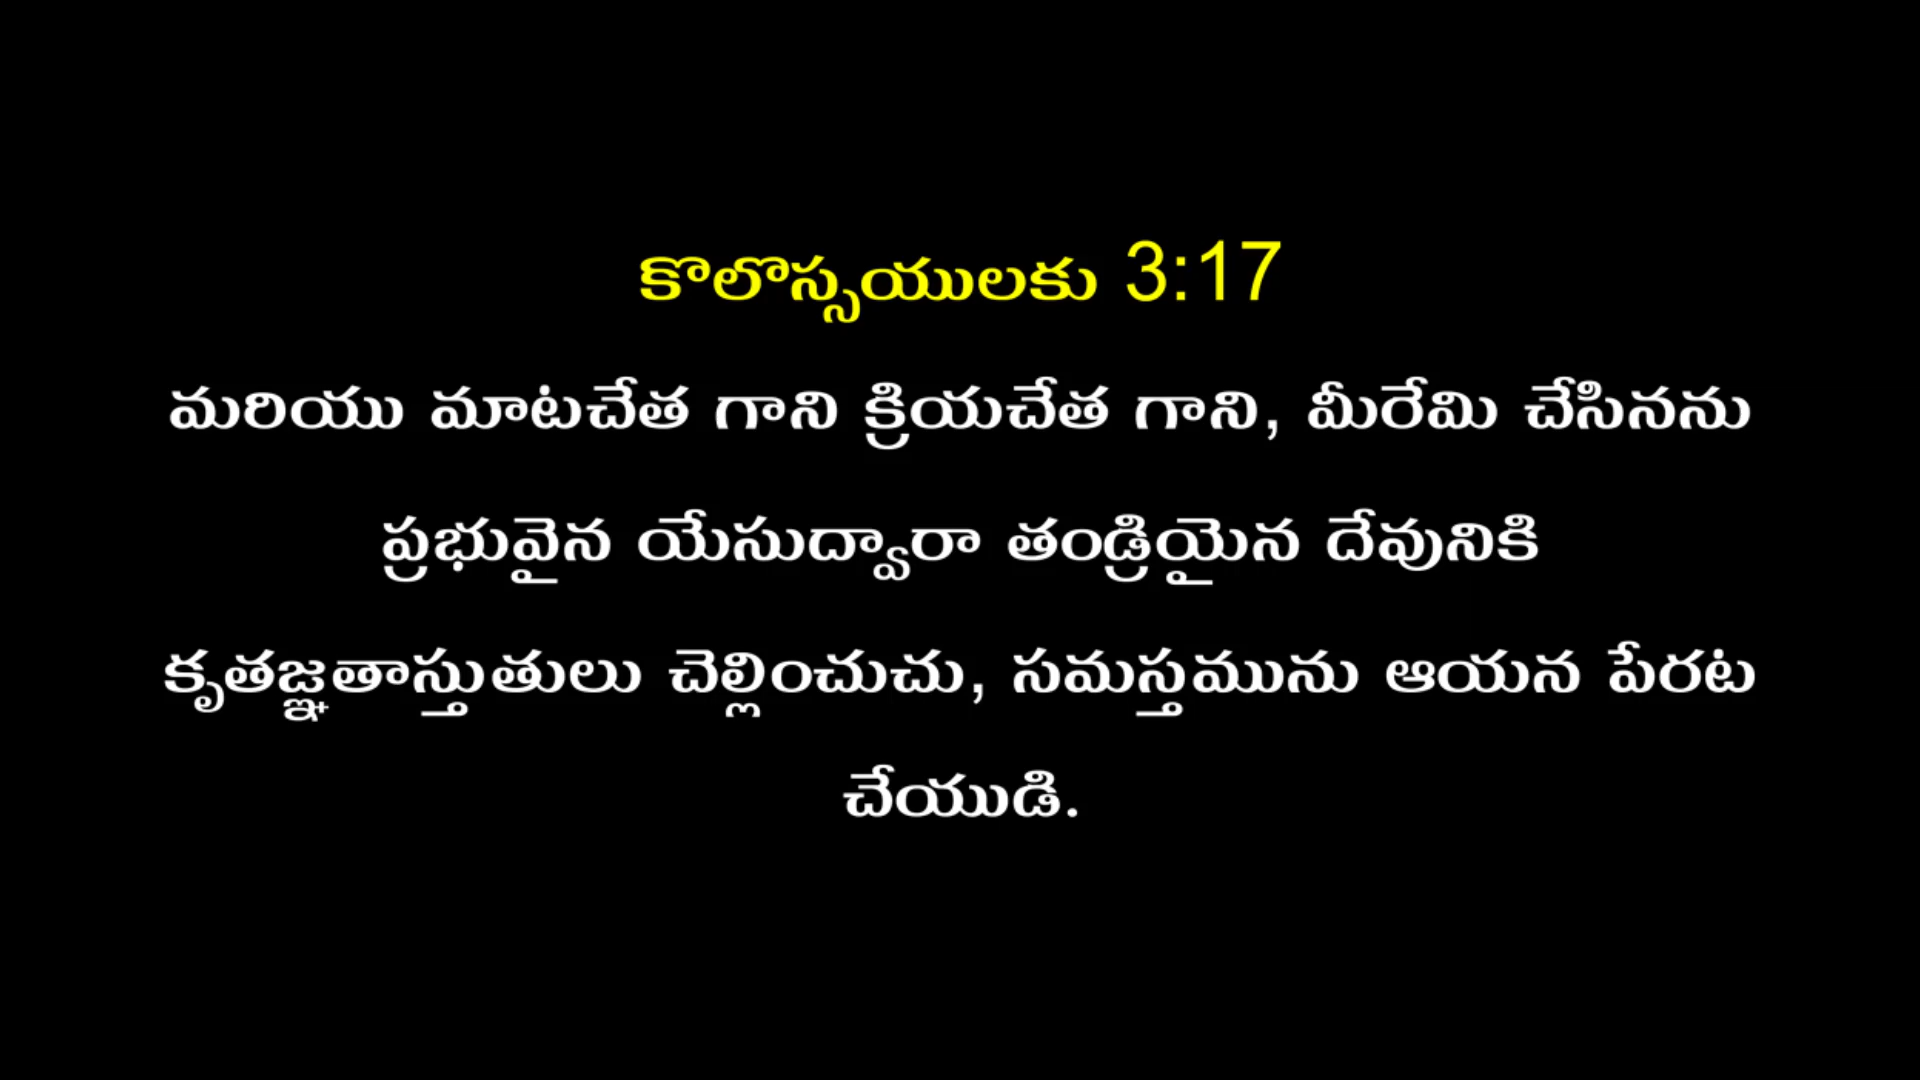 కొలొస్సయులకు 3:17
మరియు మాటచేత గాని క్రియచేత గాని, మీరేమి చేసినను
ప్రభువైన యేసుద్వారా తండ్రియైన దేవునికి
కృతజ్ఞతాస్తుతులు చెల్లించుచు, సమస్తమును ఆయన పేరట
చేయుడి.